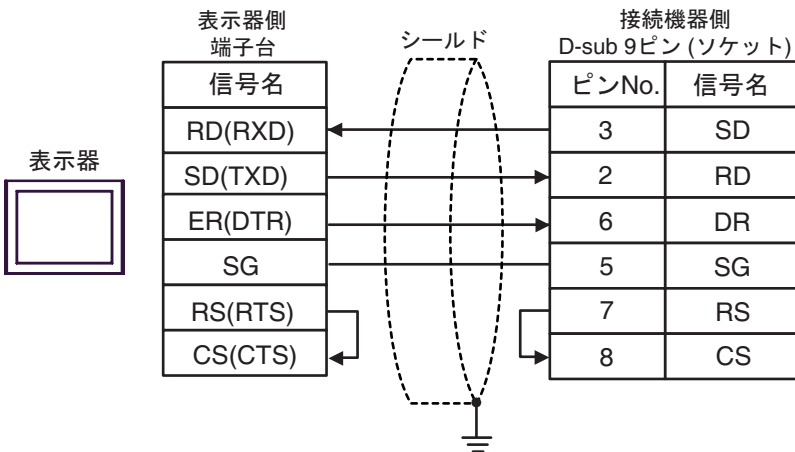 表示器側
端子台
シールド
接続機器側
D-sub 9ピン (ソケット)
信号名
ピンNo. 信号名
RD(RXD) 3 SD
表示器
SD(TXD) 2 RD
ER(DTR) 6 DR
SG 5 SG
RS(RTS) 7 RS
CS(CTS) 8 CS